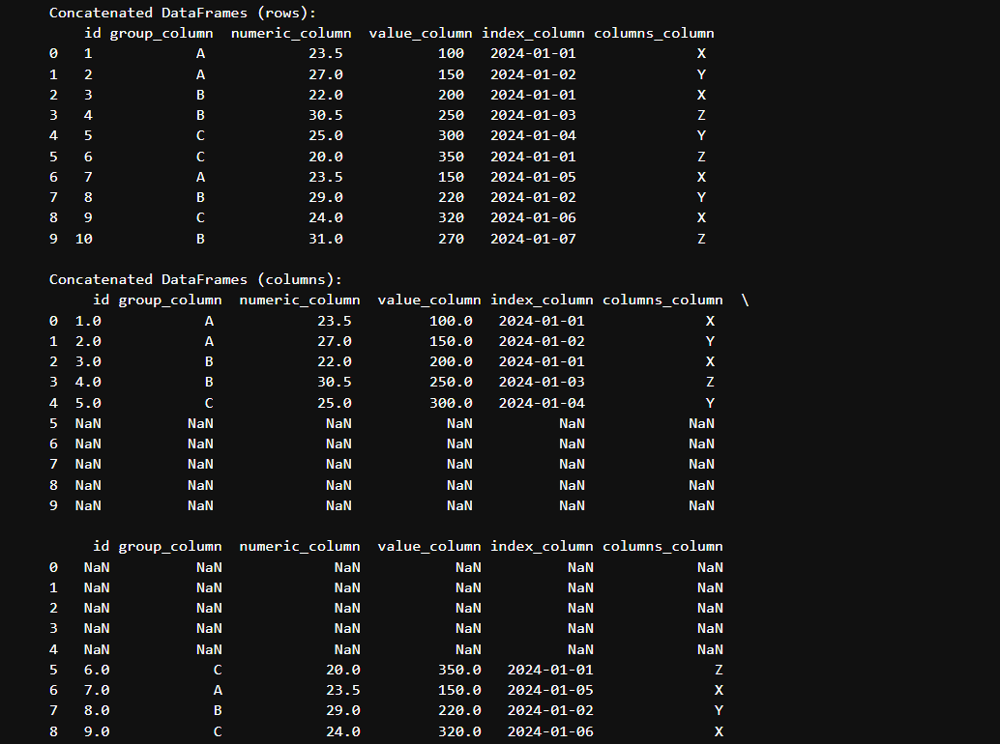 Concatenated DataFrames (rows):
id group_column numeric_column value_column index_column columns_column
0 1 A 23.5 100 2024-01-01 X
1 2 A 27.0 150 2024-01-02 Y
2 3 B 22.0 200 2024-01-01 X
3 4 B 30.5 250 2024-01-03 Z
4 5 C 25.0 300 2024-01-04 Y
5 6 C 20.0 350 2024-01-01 Z
6 7 A 23.5 150 2024-01-05 X
7 8 B 29.0 220 2024-01-02 Y
8 9 C 24.0 320 2024-01-06 X
9 10 B 31.0 270 2024-01-07 Z
Concatenated DataFrames (columns):
id group_column numeric_column value_column index_column columns_column \
0 1.0 A 23.5 100.0 2024-01-01 X
1 2.0 A 27.0 150.0 2024-01-02 Y
2 3.0 B 22.0 200.0 2024-01-01 X
3 4.0 B 30.5 250.0 2024-01-03 Z
4 5.0 C 25.0 300.0 2024-01-04 Y
5 NaN NaN NaN NaN NaN NaN
6 NaN NaN NaN NaN NaN NaN
7 NaN NaN NaN NaN NaN NaN
8 NaN NaN NaN NaN NaN NaN
9 NaN NaN NaN NaN NaN NaN
id group_column numeric_column value_column index_column columns_column
0 NaN NaN NaN NaN NaN NaN
1 NaN NaN NaN NaN NaN NaN
2 NaN NaN NaN NaN NaN NaN
3 NaN NaN NaN NaN NaN NaN
4 NaN NaN NaN NaN NaN NaN
5 6.0 C 20.0 350.0 2024-01-01 Z
6 7.0 A 23.5 150.0 2024-01-05 X
7 8.0 B 29.0 220.0 2024-01-02 Y
8 9.0 C 24.0 320.0 2024-01-06 X